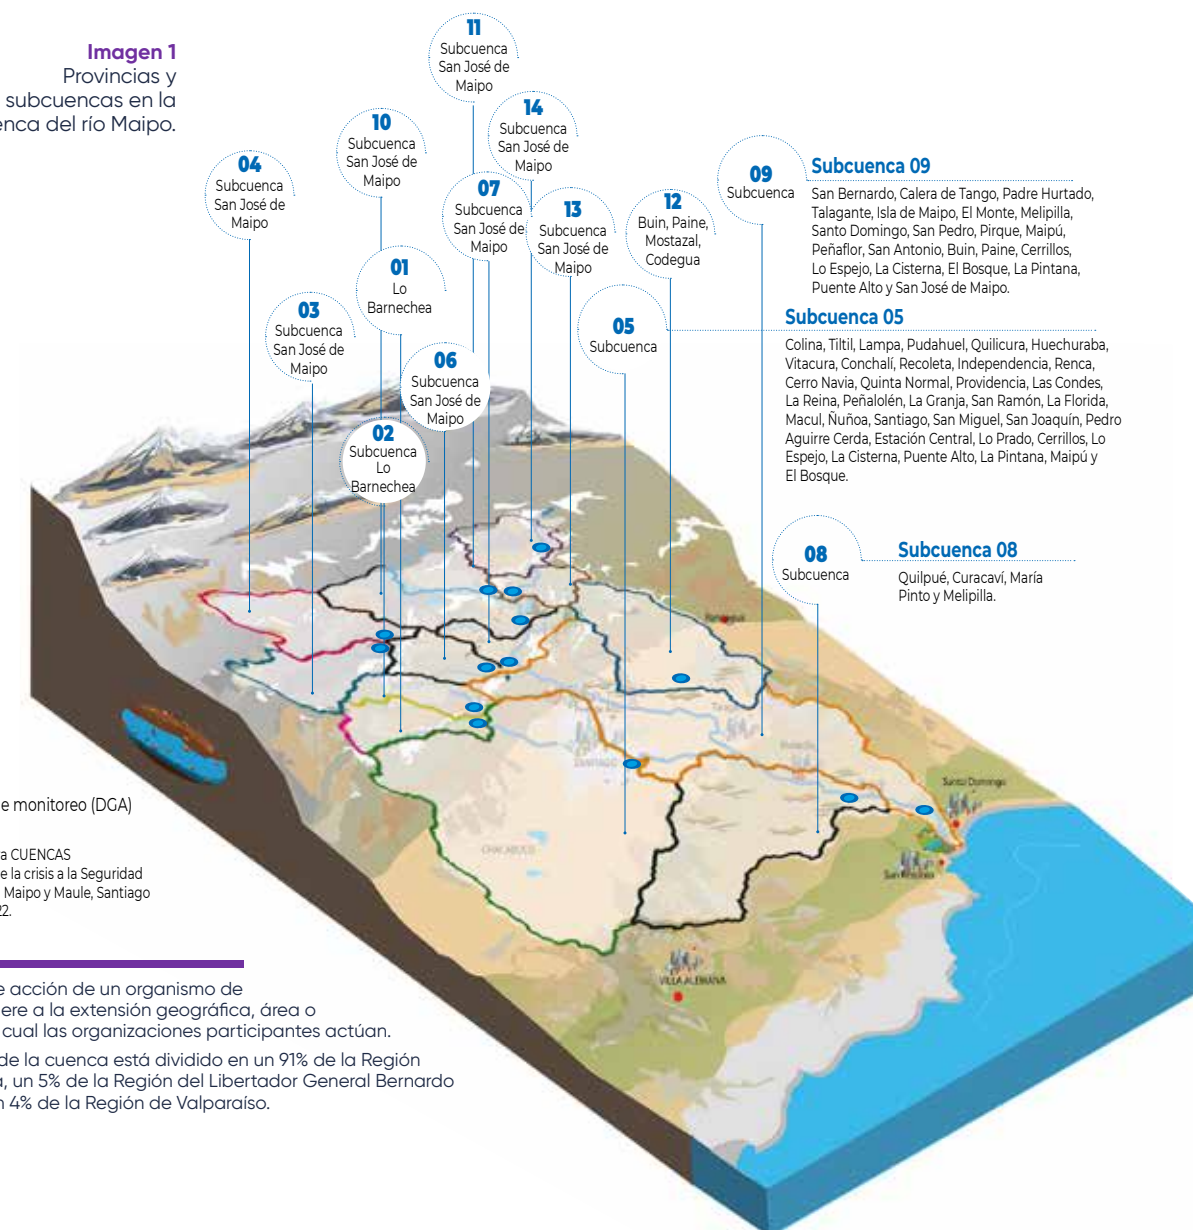 Imagen 1
Provincias y
subcuencas en la
enca del río Maipo.
11
Subcuenca
San José de
Maipo
14
Subcuenca
San José de
Maipo
10
Subcuenca
San José de
Maipo
04
Subcuenca
San José de
Maipo
07
Subcuenca
San José de
Maipo
13
Subcuenca
San José de
Maipo
12
Buin, Paine,
Mostazal,
Codegua
09
Subcuenca
Subcuenca 09
San Bernardo, Calera de Tango, Padre Hurtado,
Talagante, Isla de Maipo, El Monte, Melipilla,
Santo Domingo, San Pedro, Pirque, Maipú,
Peñaflor, San Antonio, Buin, Paine, Cerrillos,
Lo Espejo, La Cisterna, El Bosque, La Pintana,
Puente Alto y San José de Maipo.
01
Lo
Barnechea
03
Subcuenca
San José de
Maipo
05
Subcuenca
Subcuenca 05
Colina, Tiltil, Lampa, Pudahuel, Quilicura, Huechuraba,
Vitacura, Conchalí, Recoleta, Independencia, Renca,
Cerro Navia, Quinta Normal, Providencia, Las Condes,
La Reina, Peñalolén, La Granja, San Ramón, La Florida,
Macul, Ñuñoa, Santiago, San Miguel, San Joaquín, Pedro
Aguirre Cerda, Estación Central, Lo Prado, Cerrillos, Lo
Espejo, La Cisterna, Puente Alto, La Pintana, Maipú y
El Bosque.
06
Subcuenca
San José de
Maipo
02
Subcuenca
Lo
Barnechea
08
Subcuenca
Subcuenca 08
Quilpué, Curacaví, María
Pinto y Melipilla.
SANTIAGO
CHACABUCO
Santo Domingo
San Antonio
VILLA ALEMANA
e monitoreo (DGA)
a CUENCAS
e la crisis a la Seguridad
Maipo y Maule, Santiago
22.
e acción de un organismo de
ere a la extensión geográfica, área o
cual las organizaciones participantes actúan.
de la cuenca está dividido en un 91% de la Región
a, un 5% de la Región del Libertador General Bernardo
n 4% de la Región de Valparaíso.